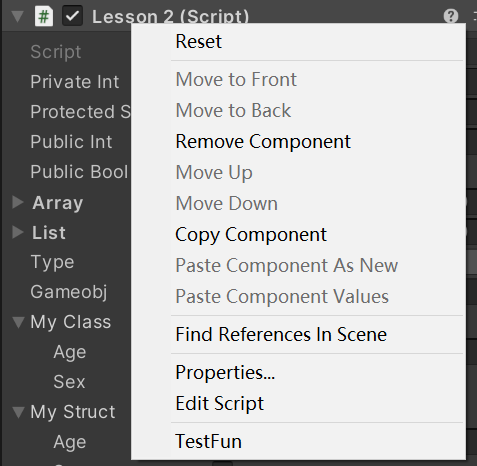 Lesson 2 (Script)
Reset
Script
Private Int
Move to Front
Protected S
Move to Back
Public Int
Remove Component
Public Bool
Move Up
Array
Move Down
List
Copy Component
Type
Paste Component As New
Gameobj
Paste Component Values
My Class
Find References In Scene
Age
Properties...
Sex
Edit Script
My Struct
TestFun
Age